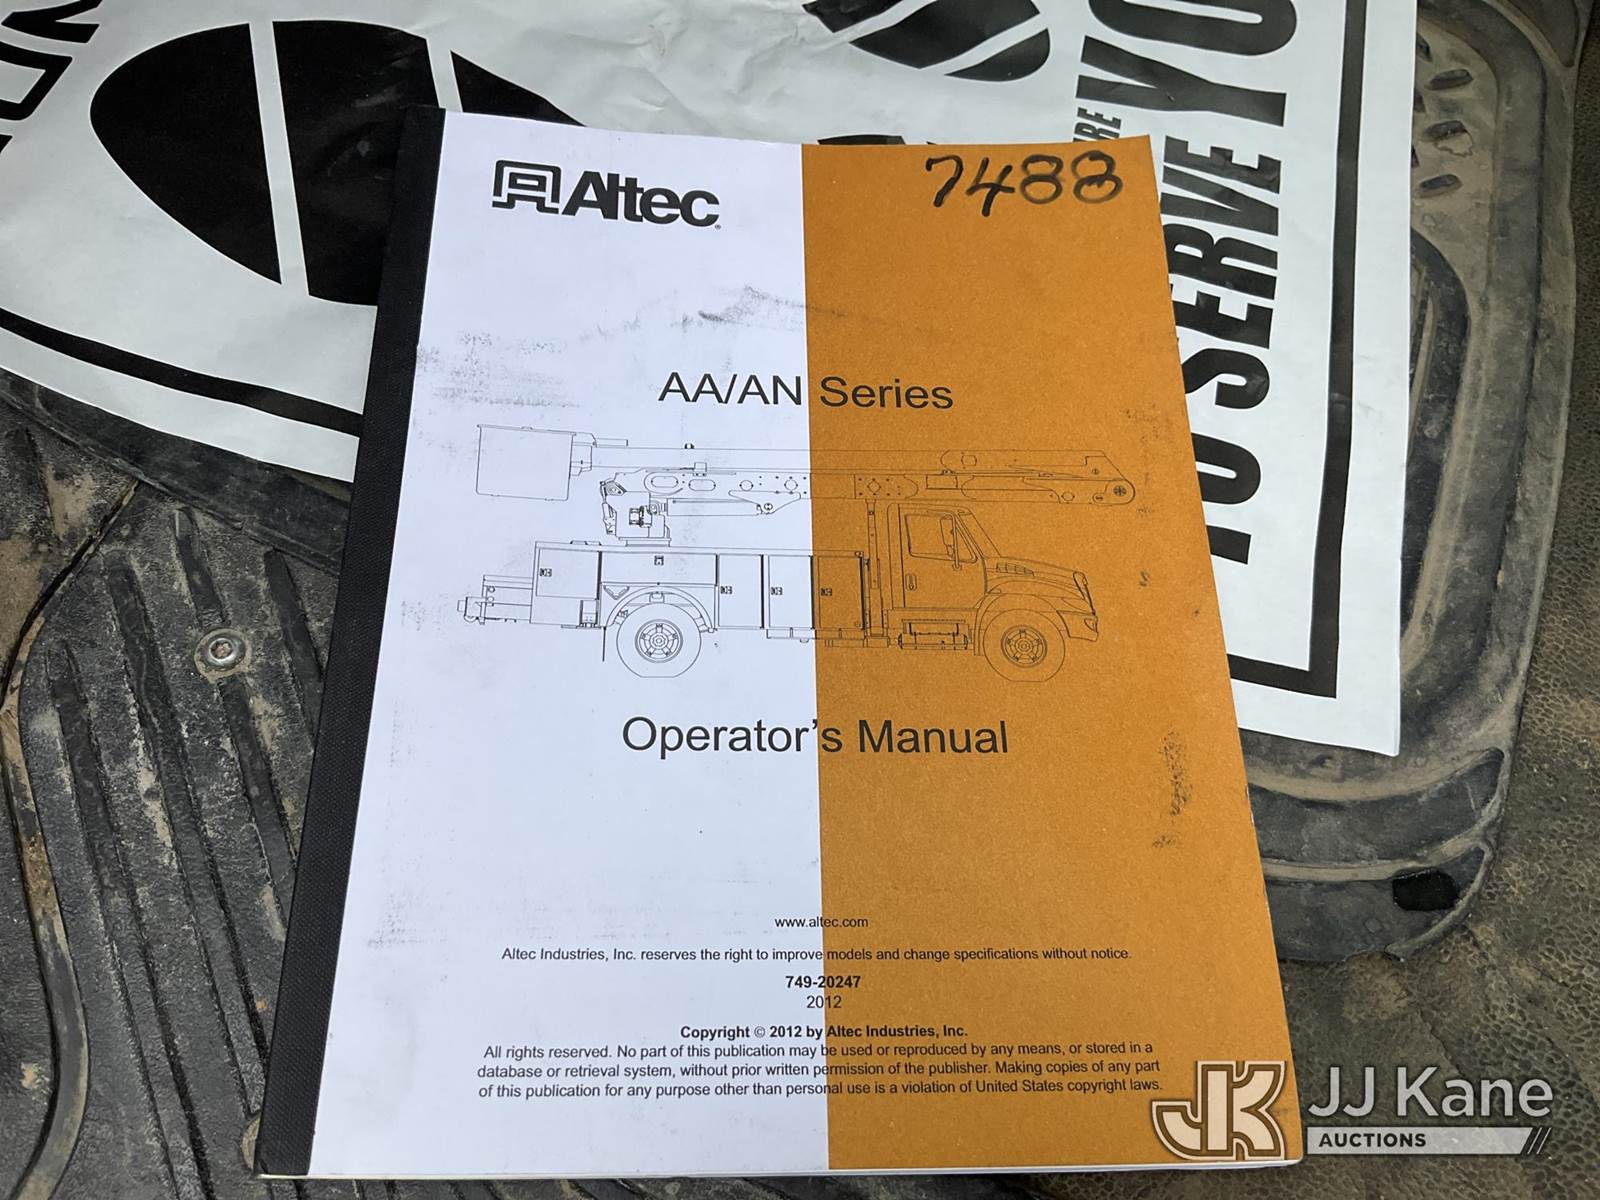 Altec
7488
AA/AN Series
Operator's Manual
www.altec.com
Altec Industries, Inc. reserves the right to improve models and change specifications without notice.
749-20247
2012
Copyright © 2012 by Altec Industries, Inc.
All rights reserved. No part of this publication may be used or reproduced by any means, or stored in a
database or retrieval system, without prior written permission of the publisher. Making copies of any part
of this publication for any purpose other than personal use is a violation of United States copyright laws.
TO SERVE YO
JK JJ Kane
AUCTIONS